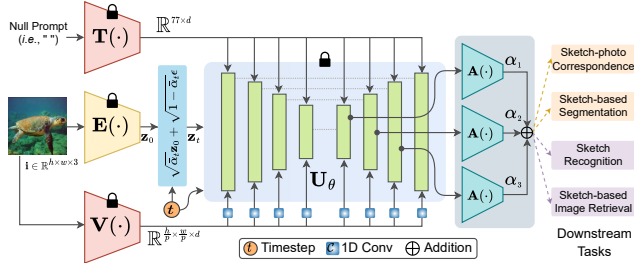 Null Prompt
(i.e., " ")
T(·)
ℝ^{77×d}
E(·)
z_0
√ᾱ_t z_0 + √1 − ᾱ_t ϵ
z_t
i ∈ ℝ^{h×w×3}
t
V(·)
ℝ^{h/p × w/p × d}
U_θ
A(·)
α_1
A(·)
α_2
A(·)
α_3
Sketch-photo
Correspondence
Sketch-based
Segmentation
Sketch
Recognition
Sketch-based
Image Retrieval
Downstream
Tasks
t Timestep C 1D Conv ⊕ Addition